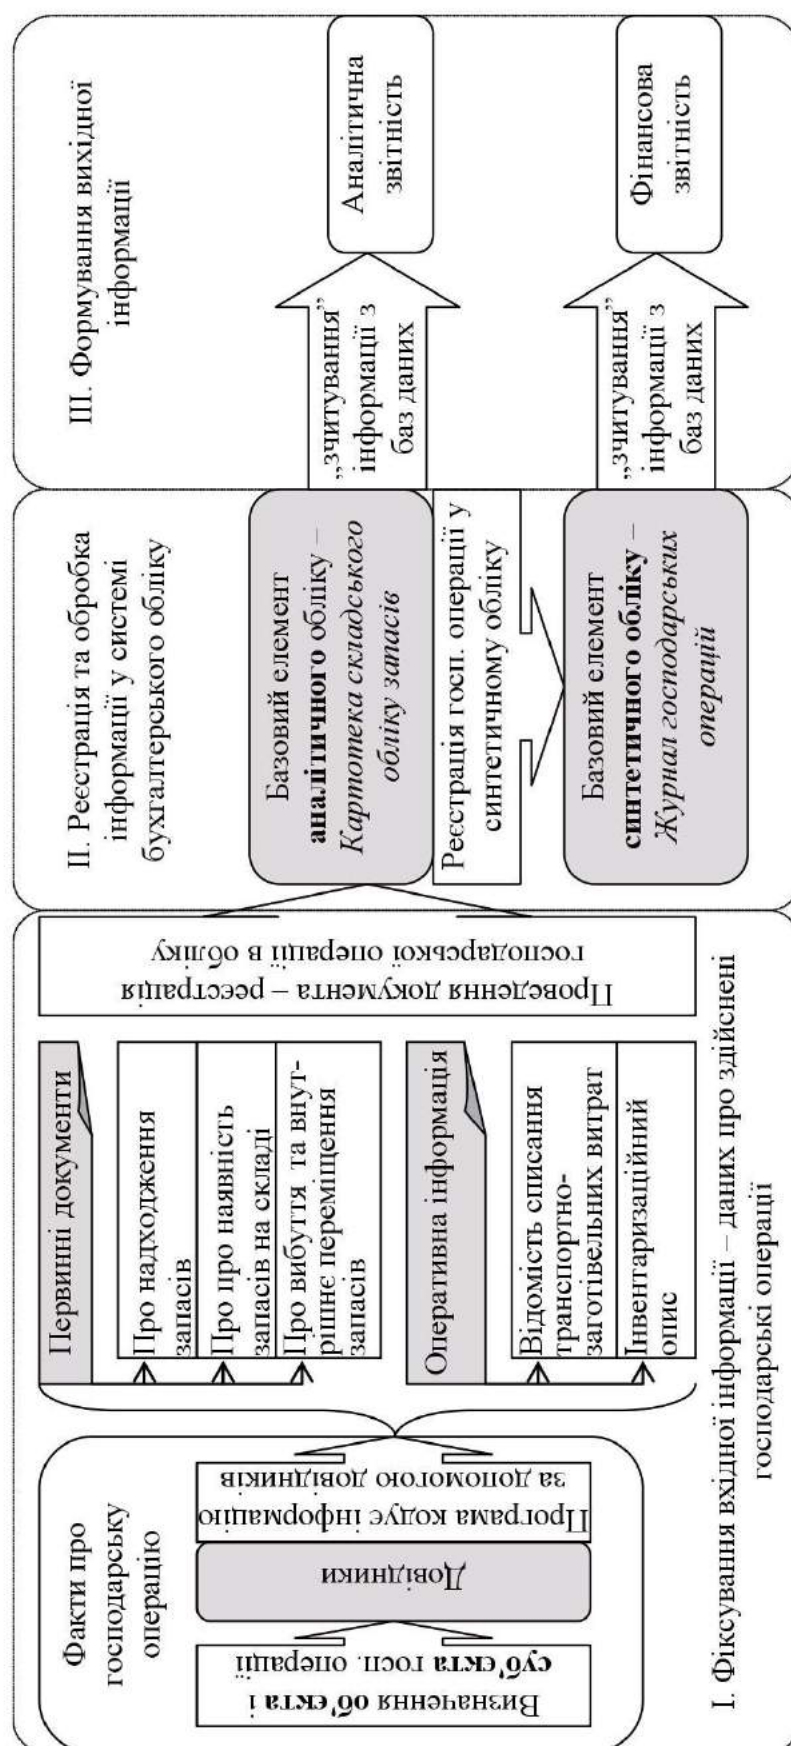 Факти про
господарську
операцію
Визначення об'єкта і
суб'єкта госп. операції
Довідники
Програма кодує інформацію
за допомогою довідників
Первинні документи
Про надходження
запасів
Про про наявність
запасів на складі
Про вибуття та внут-
рішнє переміщення
запасів
Оперативна інформація
Відомість списання
транспортно-
заготівельних витрат
Інвентаризаційний
опис
Проведення документа – реєстрація
господарської операції в обліку
І. Фіксування вхідної інформації – даних про здійснені
господарські операції
ІІ. Реєстрація та обробка
інформації у системі
бухгалтерського обліку
Базовий елемент
аналітичного обліку –
Картотека складського
обліку запасів
Реєстрація госп. операції у
синтетичному обліку
Базовий елемент
синтетичного обліку –
Журнал господарських
операцій
ІІІ. Формування вихідної
інформації
„зчитування”
інформації з
баз даних
Аналітична
звітність
„зчитування”
інформації з
баз даних
Фінансова
звітність